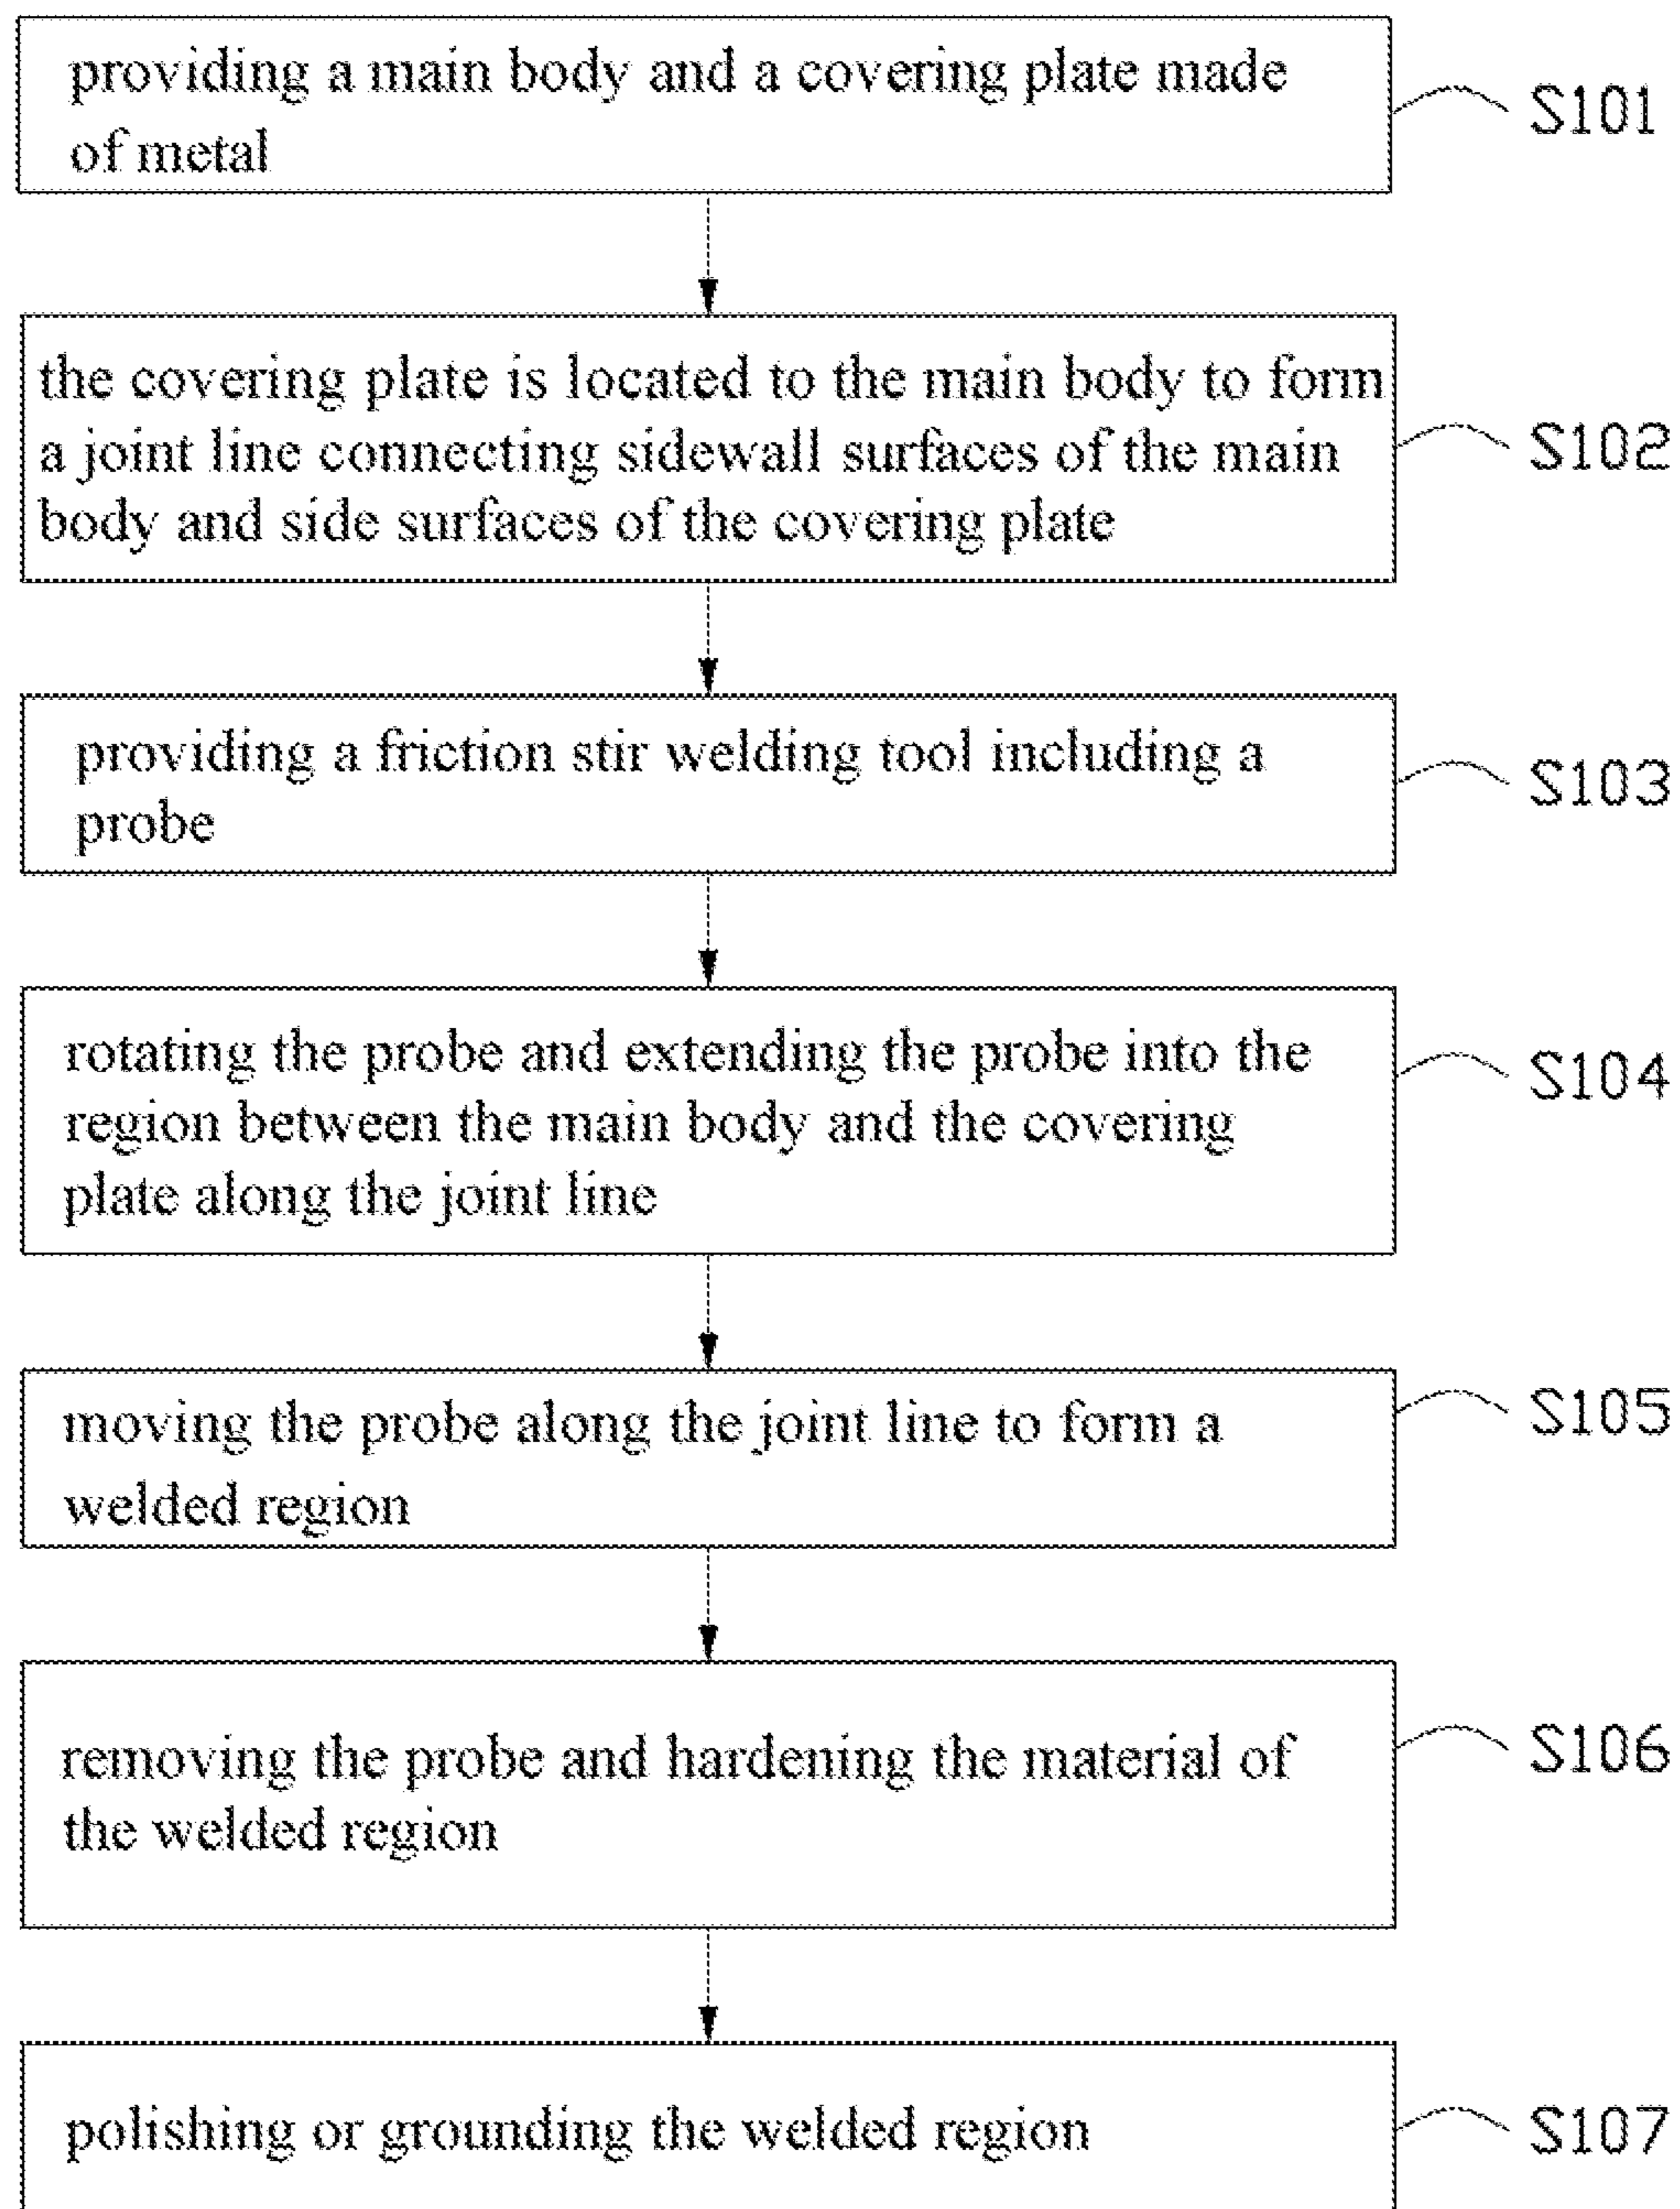 providing a main body and a covering plate made
of metal
S101
the covering plate is located to the main body to form
a joint line connecting sidewall surfaces of the main
body and side surfaces of the covering plate
S102
providing a friction stir welding tool including a
probe
S103
rotating the probe and extending the probe into the
region between the main body and the covering
plate along the joint line
S104
moving the probe along the joint line to form a
welded region
S105
removing the probe and hardening the material of
the welded region
S106
polishing or grounding the welded region
S107